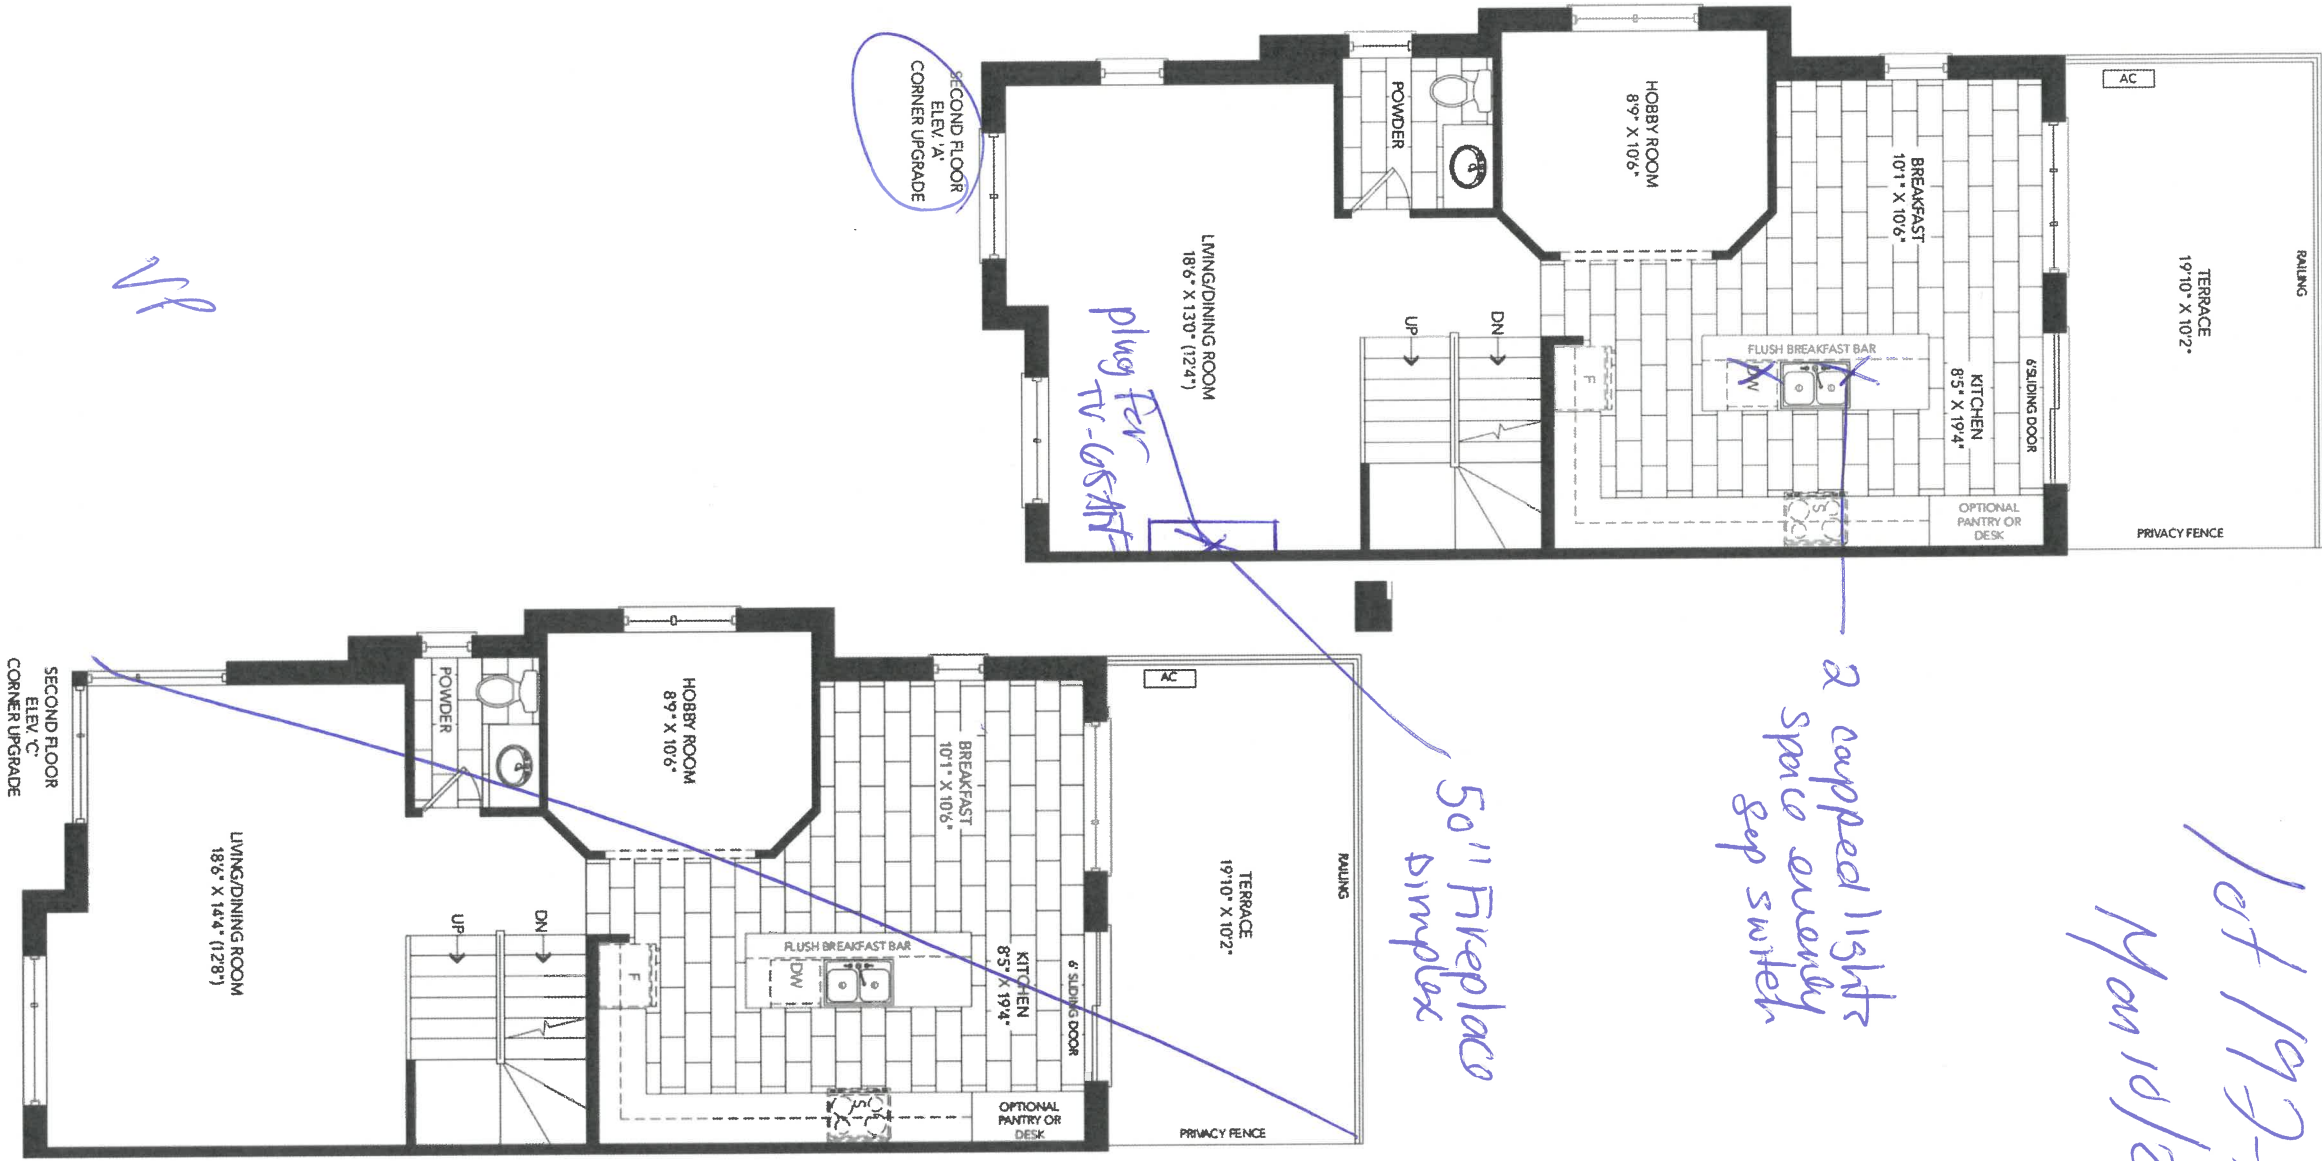 Lot 197-
2 capped lights
space evenly
sep switch
50" Fireplace
Dimplex
plug for
RAILING
TERRACE
19'10" X 10'2"
PRIVACY FENCE
AC
6' SLIDING DOOR
KITCHEN
8'5" X 19'4"
OPTIONAL
PANTRY OR
DESK
BREAKFAST
10'1" X 10'6"
FLUSH BREAKFAST BAR
DW
S
F
HOBBY ROOM
8'9" X 10'6"
DN
UP
POWDER
LIVING/DINING ROOM
18'6" X 13'0" (12'4")
SECOND FLOOR
ELEV. 'A'
CORNER UPGRADE
RAILING
TERRACE
19'10" X 10'2"
PRIVACY FENCE
AC
6' SLIDING DOOR
KITCHEN
8'5" X 19'4"
OPTIONAL
PANTRY OR
DESK
BREAKFAST
10'1" X 10'6"
FLUSH BREAKFAST BAR
DW
S
F
HOBBY ROOM
8'9" X 10'6"
DN
UP
POWDER
LIVING/DINING ROOM
18'6" X 14'4" (12'8")
SECOND FLOOR
ELEV. 'C'
CORNER UPGRADE